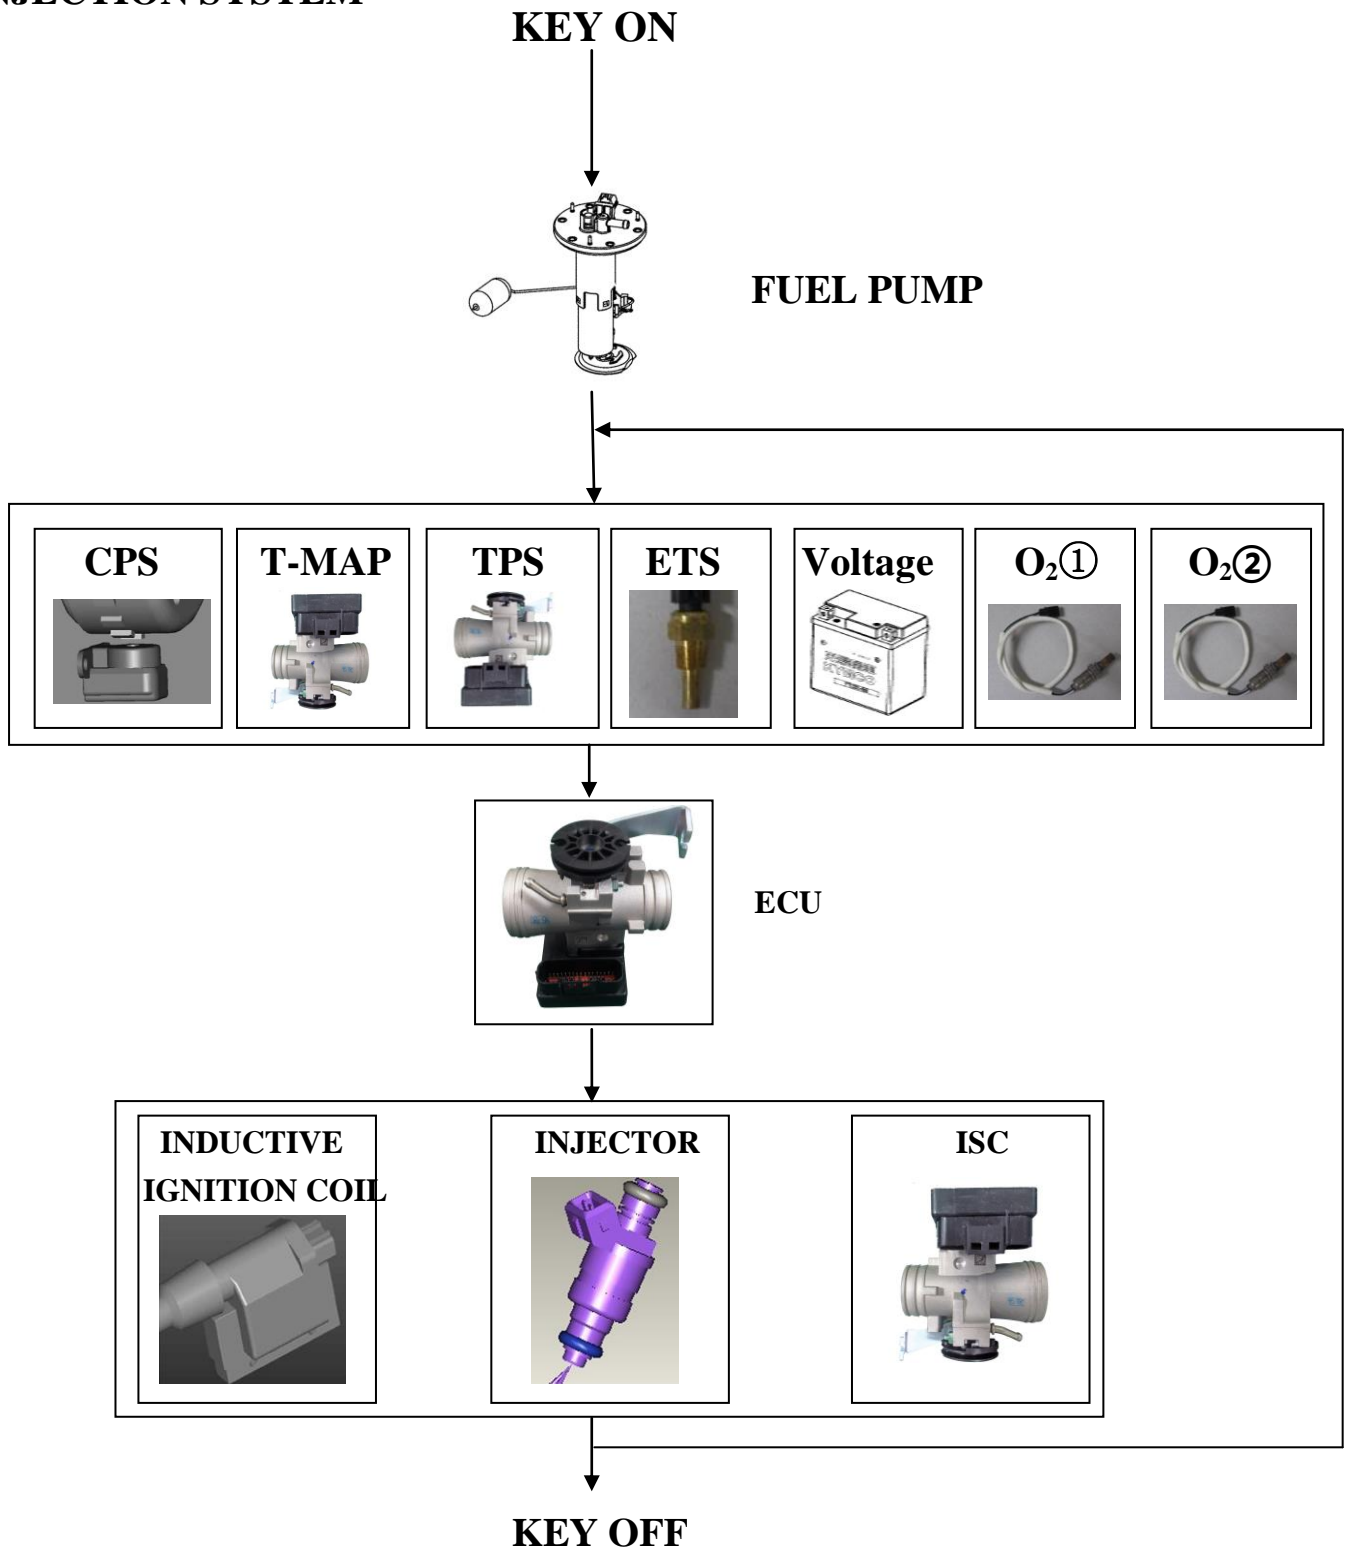 INJECTION SYSTEM
KEY ON
FUEL PUMP
CPS
T-MAP
TPS
ETS
Voltage
O₂①
O₂②
ECU
INDUCTIVE
IGNITION COIL
INJECTOR
ISC
KEY OFF